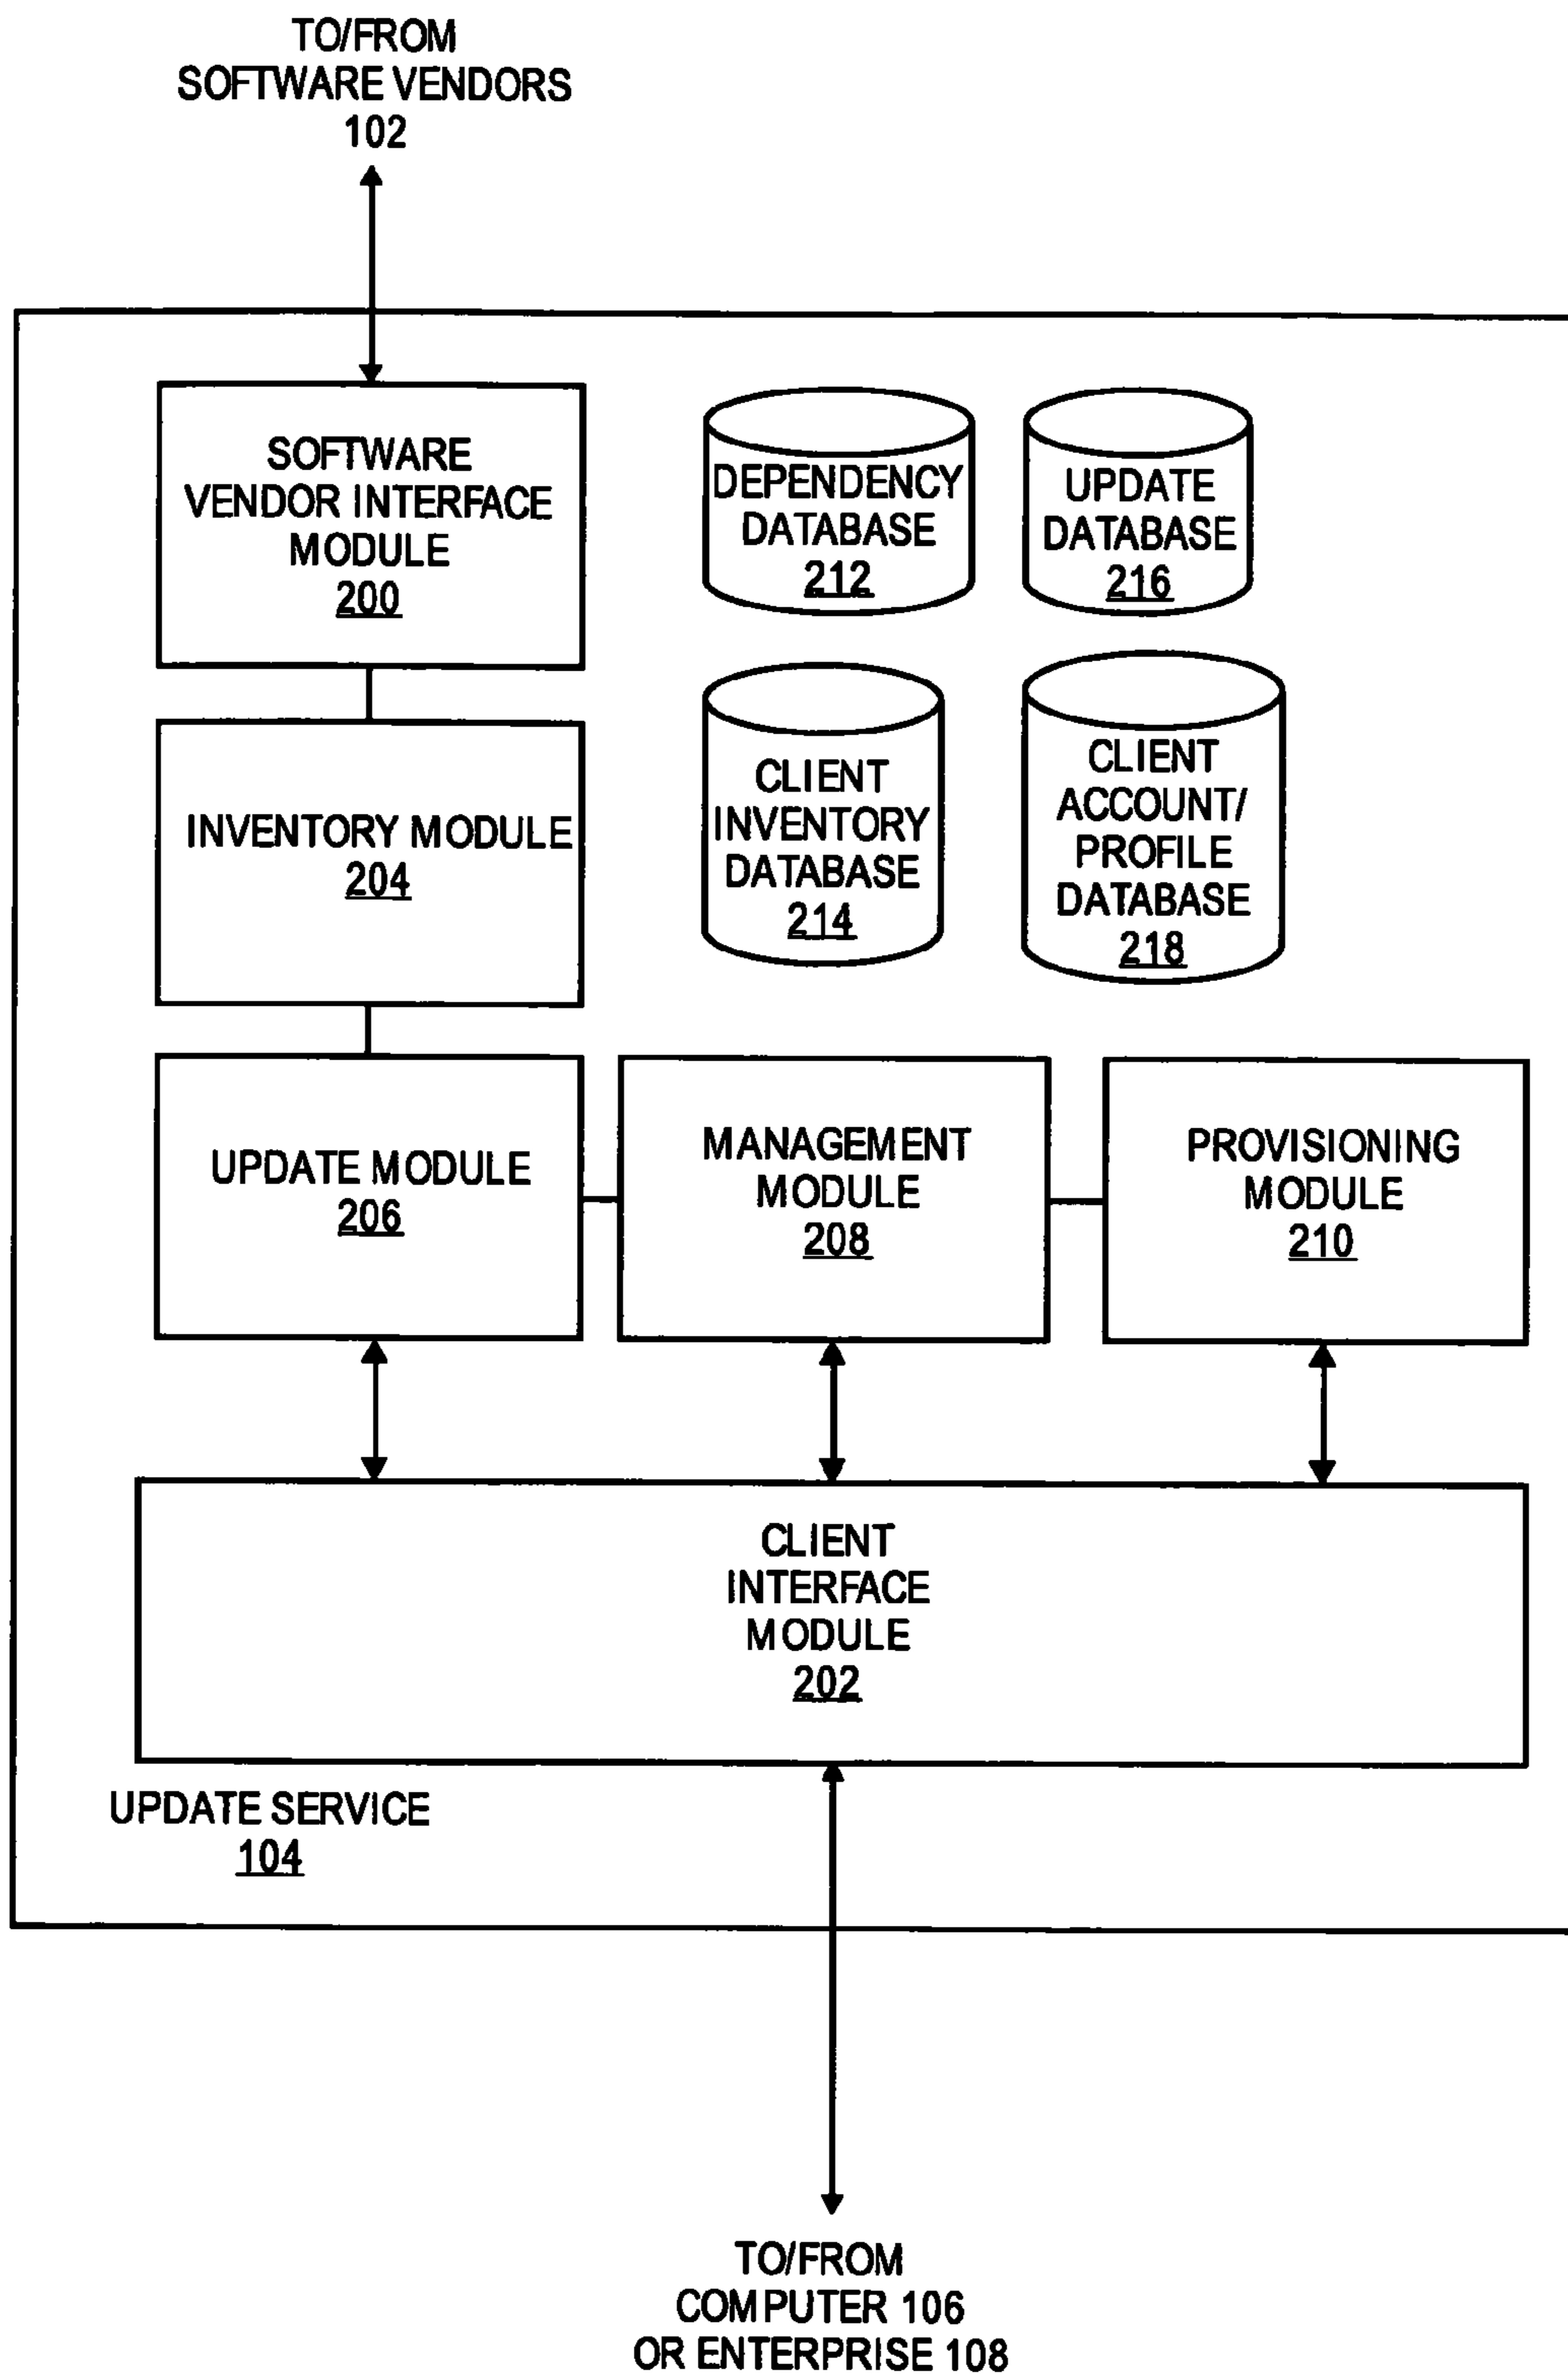 TO/FROM
SOFTWARE VENDORS
102
SOFTWARE
VENDOR INTERFACE
MODULE
200
DEPENDENCY
DATABASE
212
UPDATE
DATABASE
216
INVENTORY MODULE
204
CLIENT
INVENTORY
DATABASE
214
CLIENT
ACCOUNT/
PROFILE
DATABASE
218
UPDATE MODULE
206
MANAGEMENT
MODULE
208
PROVISIONING
MODULE
210
CLIENT
INTERFACE
MODULE
202
UPDATE SERVICE
104
TO/FROM
COMPUTER 106
OR ENTERPRISE 108